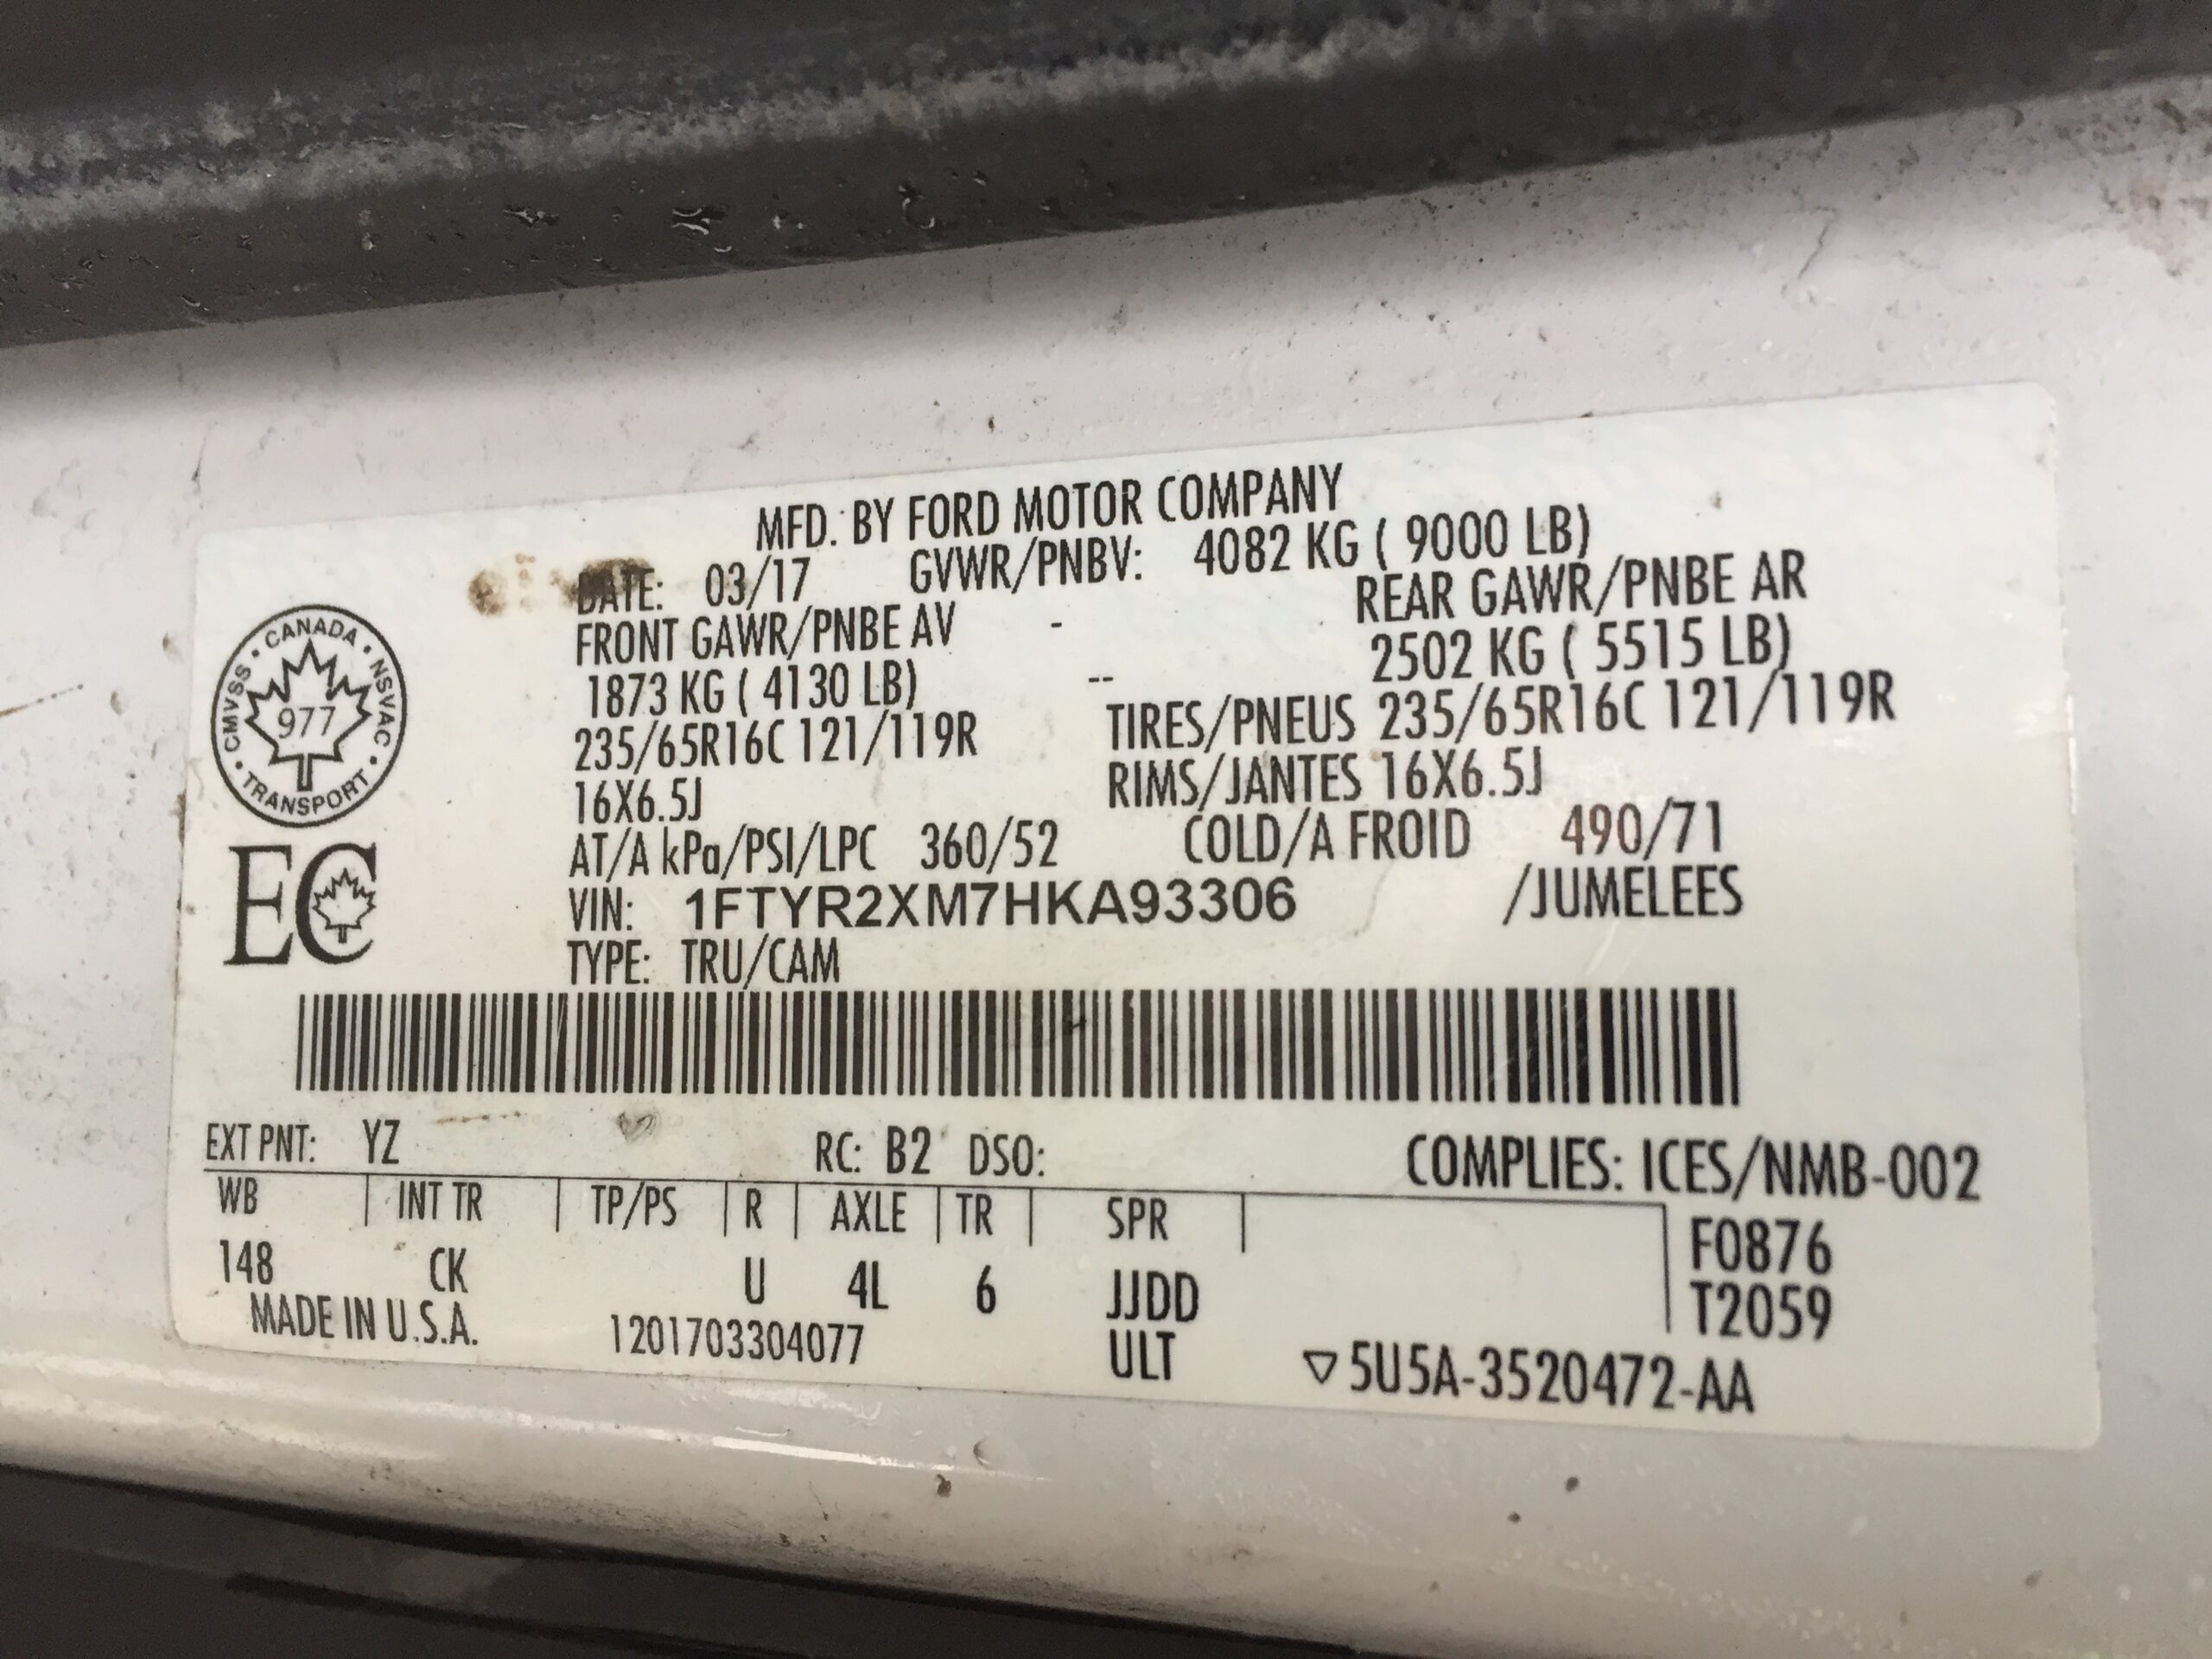 MFD. BY FORD MOTOR COMPANY
DATE: 03/17 GVWR/PNBV: 4082 KG ( 9000 LB)
FRONT GAWR/PNBE AV - REAR GAWR/PNBE AR
1873 KG ( 4130 LB) -- 2502 KG ( 5515 LB)
235/65R16C 121/119R TIRES/PNEUS 235/65R16C 121/119R
16X6.5J RIMS/JANTES 16X6.5J
AT/A kPa/PSI/LPC 360/52 COLD/A FROID 490/71
VIN: 1FTYR2XM7HKA93306 /JUMELEES
TYPE: TRU/CAM
CANADA • NSVAC • TRANSPORT • CMVSS •
977
EC
EXT PNT: YZ RC: B2 DSO: COMPLIES: ICES/NMB-002
WB | INT TR | TP/PS | R | AXLE | TR | SPR | F0876
148 CK U 4L 6 JJDD T2059
MADE IN U.S.A. 1201703304077 ULT ▽5U5A-3520472-AA